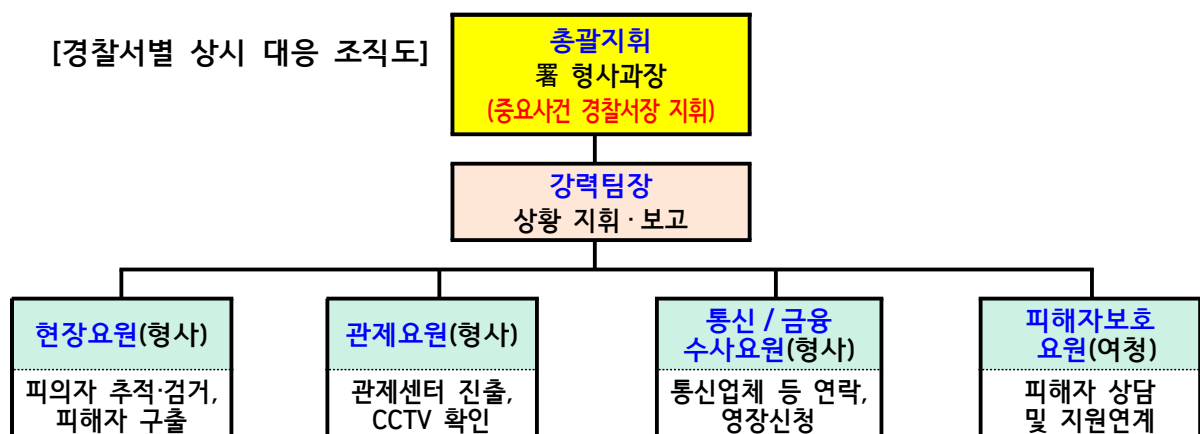 [경찰서별 상시 대응 조직도]
총괄지휘
署 형사과장
(중요사건 경찰서장 지휘)
강력팀장
상황 지휘·보고
현장요원(형사)
피의자 추적·검거,
피해자 구출
관제요원(형사)
관제센터 진출,
CCTV 확인
통신 / 금융
수사요원(형사)
통신업체 등 연락,
영장신청
피해자보호
요원(여청)
피해자 상담
및 지원연계